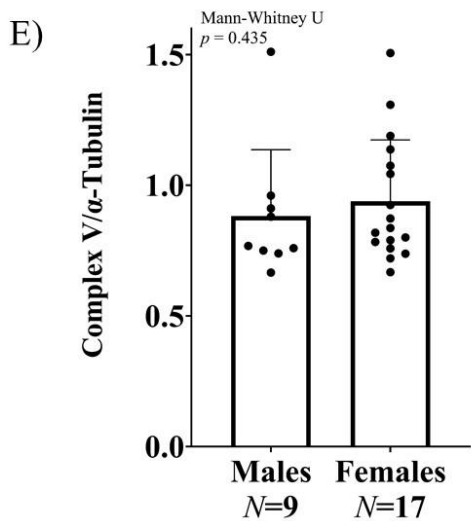 E)
Mann-Whitney U
p = 0.435
Complex V/α-Tubulin
1.5
1.0
0.5
0.0
Males Females
N=9 N=17